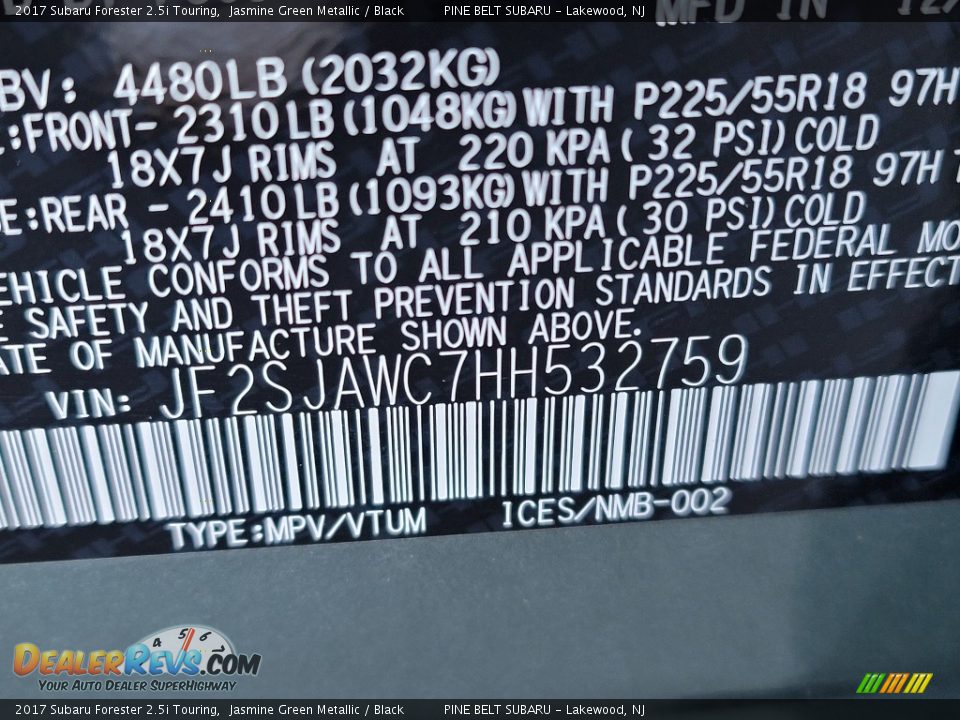 2017 Subaru Forester 2.5i Touring, Jasmine Green Metallic / Black PINE BELT SUBARU - Lakewood, NJ
MFD IN 12/
BV: 4480LB (2032KG)
:FRONT- 2310LB (1048KG) WITH P225/55R18 97H
18X7J RIMS AT 220 KPA ( 32 PSI) COLD
E:REAR - 2410LB (1093KG) WITH P225/55R18 97H
18X7J RIMS AT 210 KPA ( 30 PSI) COLD
EHICLE CONFORMS TO ALL APPLICABLE FEDERAL MO
E SAFETY AND THEFT PREVENTION STANDARDS IN EFFECT
ATE OF MANUFACTURE SHOWN ABOVE.
VIN: JF2SJAWC7HH532759
TYPE:MPV/VTUM ICES/NMB-002
4 5 6
DEALERREVS.COM
YOUR AUTO DEALER SUPERHIGHWAY
2017 Subaru Forester 2.5i Touring, Jasmine Green Metallic / Black PINE BELT SUBARU - Lakewood, NJ